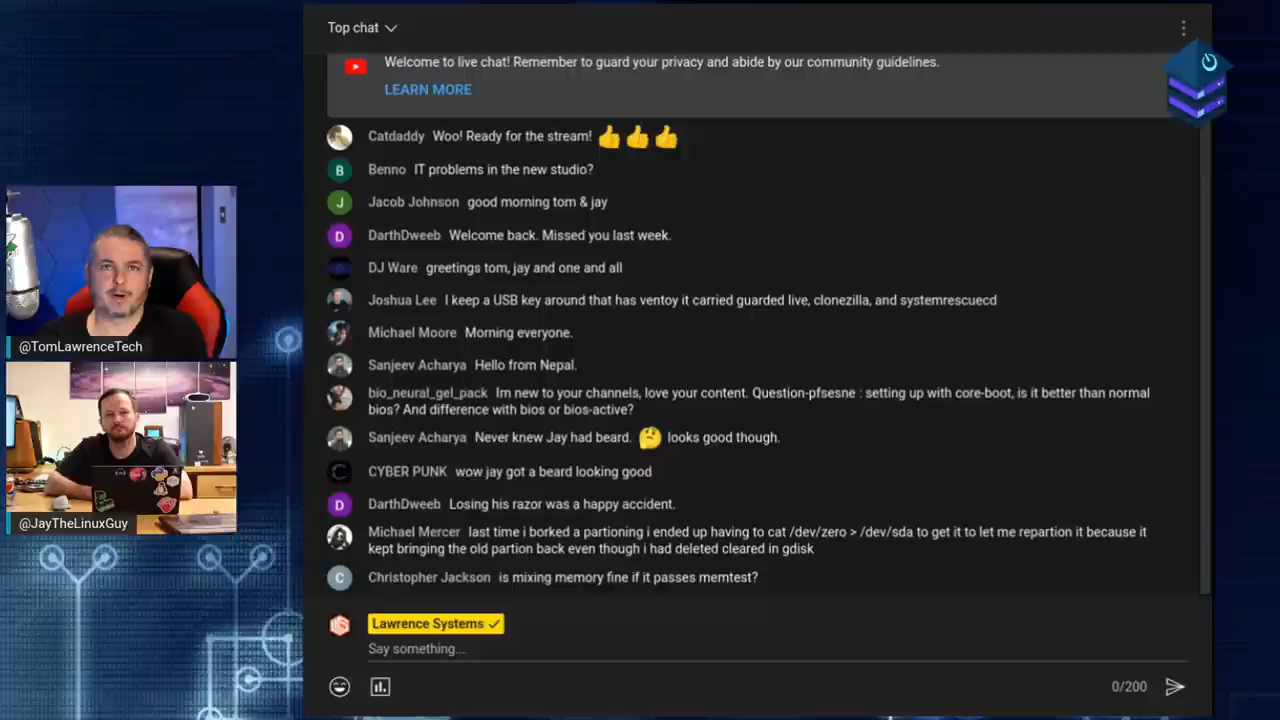 Top chat
Welcome to live chat! Remember to guard your privacy and abide by our community guidelines.
LEARN MORE
Catdaddy Woo! Ready for the stream! 👍👍👍
B Benno IT problems in the new studio?
J Jacob Johnson good morning tom & jay
D DarthDweeb Welcome back. Missed you last week.
DJ Ware greetings tom, jay and one and all
Joshua Lee I keep a USB key around that has ventoy it carried guarded live, clonezilla, and systemrescuecd
Michael Moore Morning everyone.
Sanjeev Acharya Hello from Nepal.
bio_neural_gel_pack Im new to your channels, love your content. Question-pfsesne : setting up with core-boot, is it better than normal
bios? And difference with bios or bios-active?
Sanjeev Acharya Never knew Jay had beard. 🤔 looks good though.
CYBER PUNK wow jay got a beard looking good
D DarthDweeb Losing his razor was a happy accident.
Michael Mercer last time i borked a partioning i ended up having to cat /dev/zero > /dev/sda to get it to let me repartion it because it
kept bringing the old partion back even though i had deleted cleared in gdisk
C Christopher Jackson is mixing memory fine if it passes memtest?
Lawrence Systems ✓
Say something...
0/200
@TomLawrenceTech
@JayTheLinuxGuy